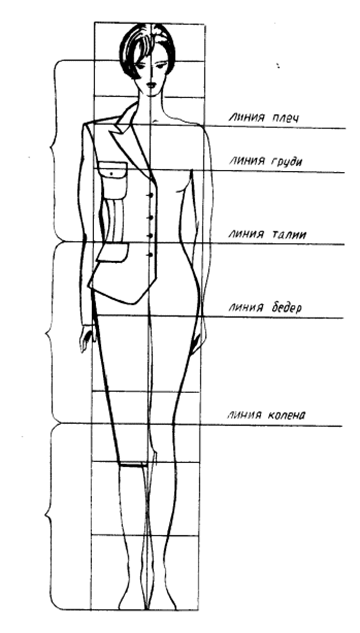 линия плеч
линия груди
линия талии
линия бедер
линия колена